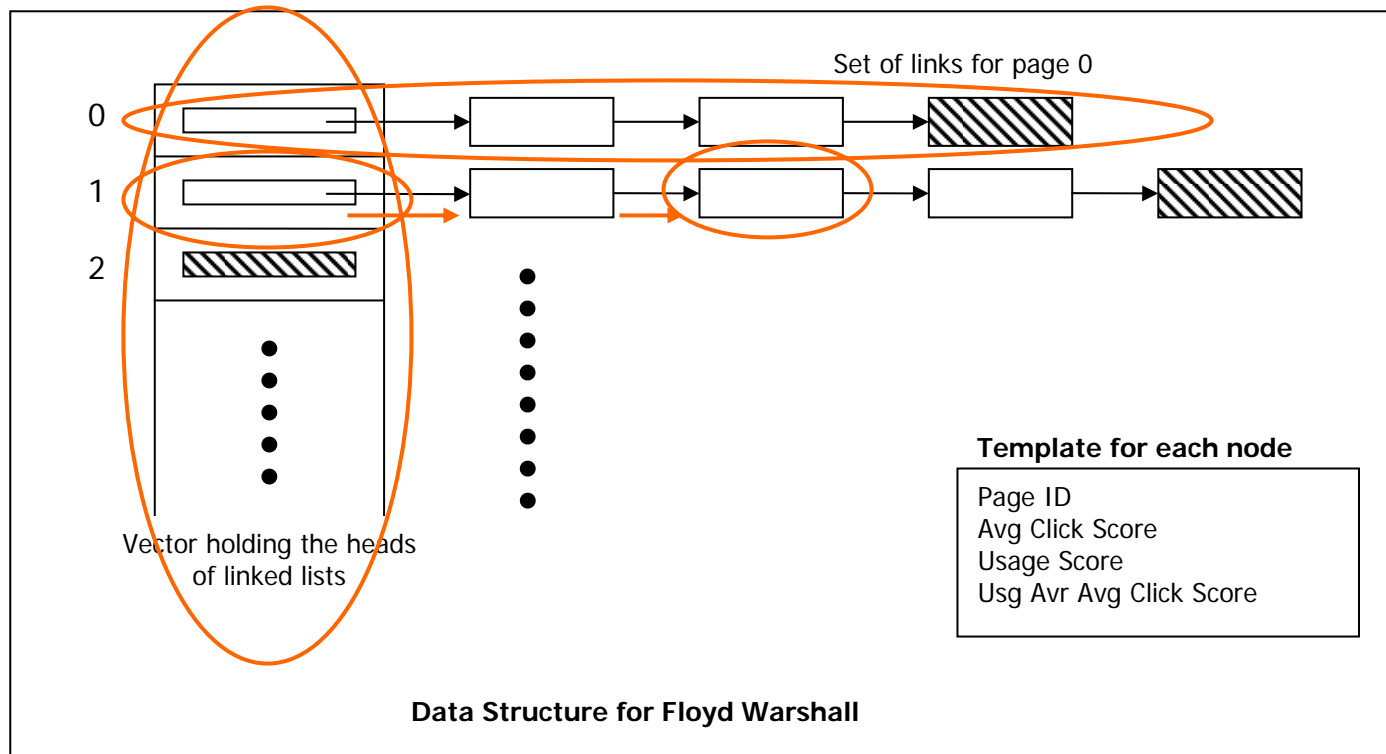 Set of links for page 0
0
1
2
Vector holding the heads
of linked lists
Template for each node
Page ID
Avg Click Score
Usage Score
Usg Avr Avg Click Score
Data Structure for Floyd Warshall